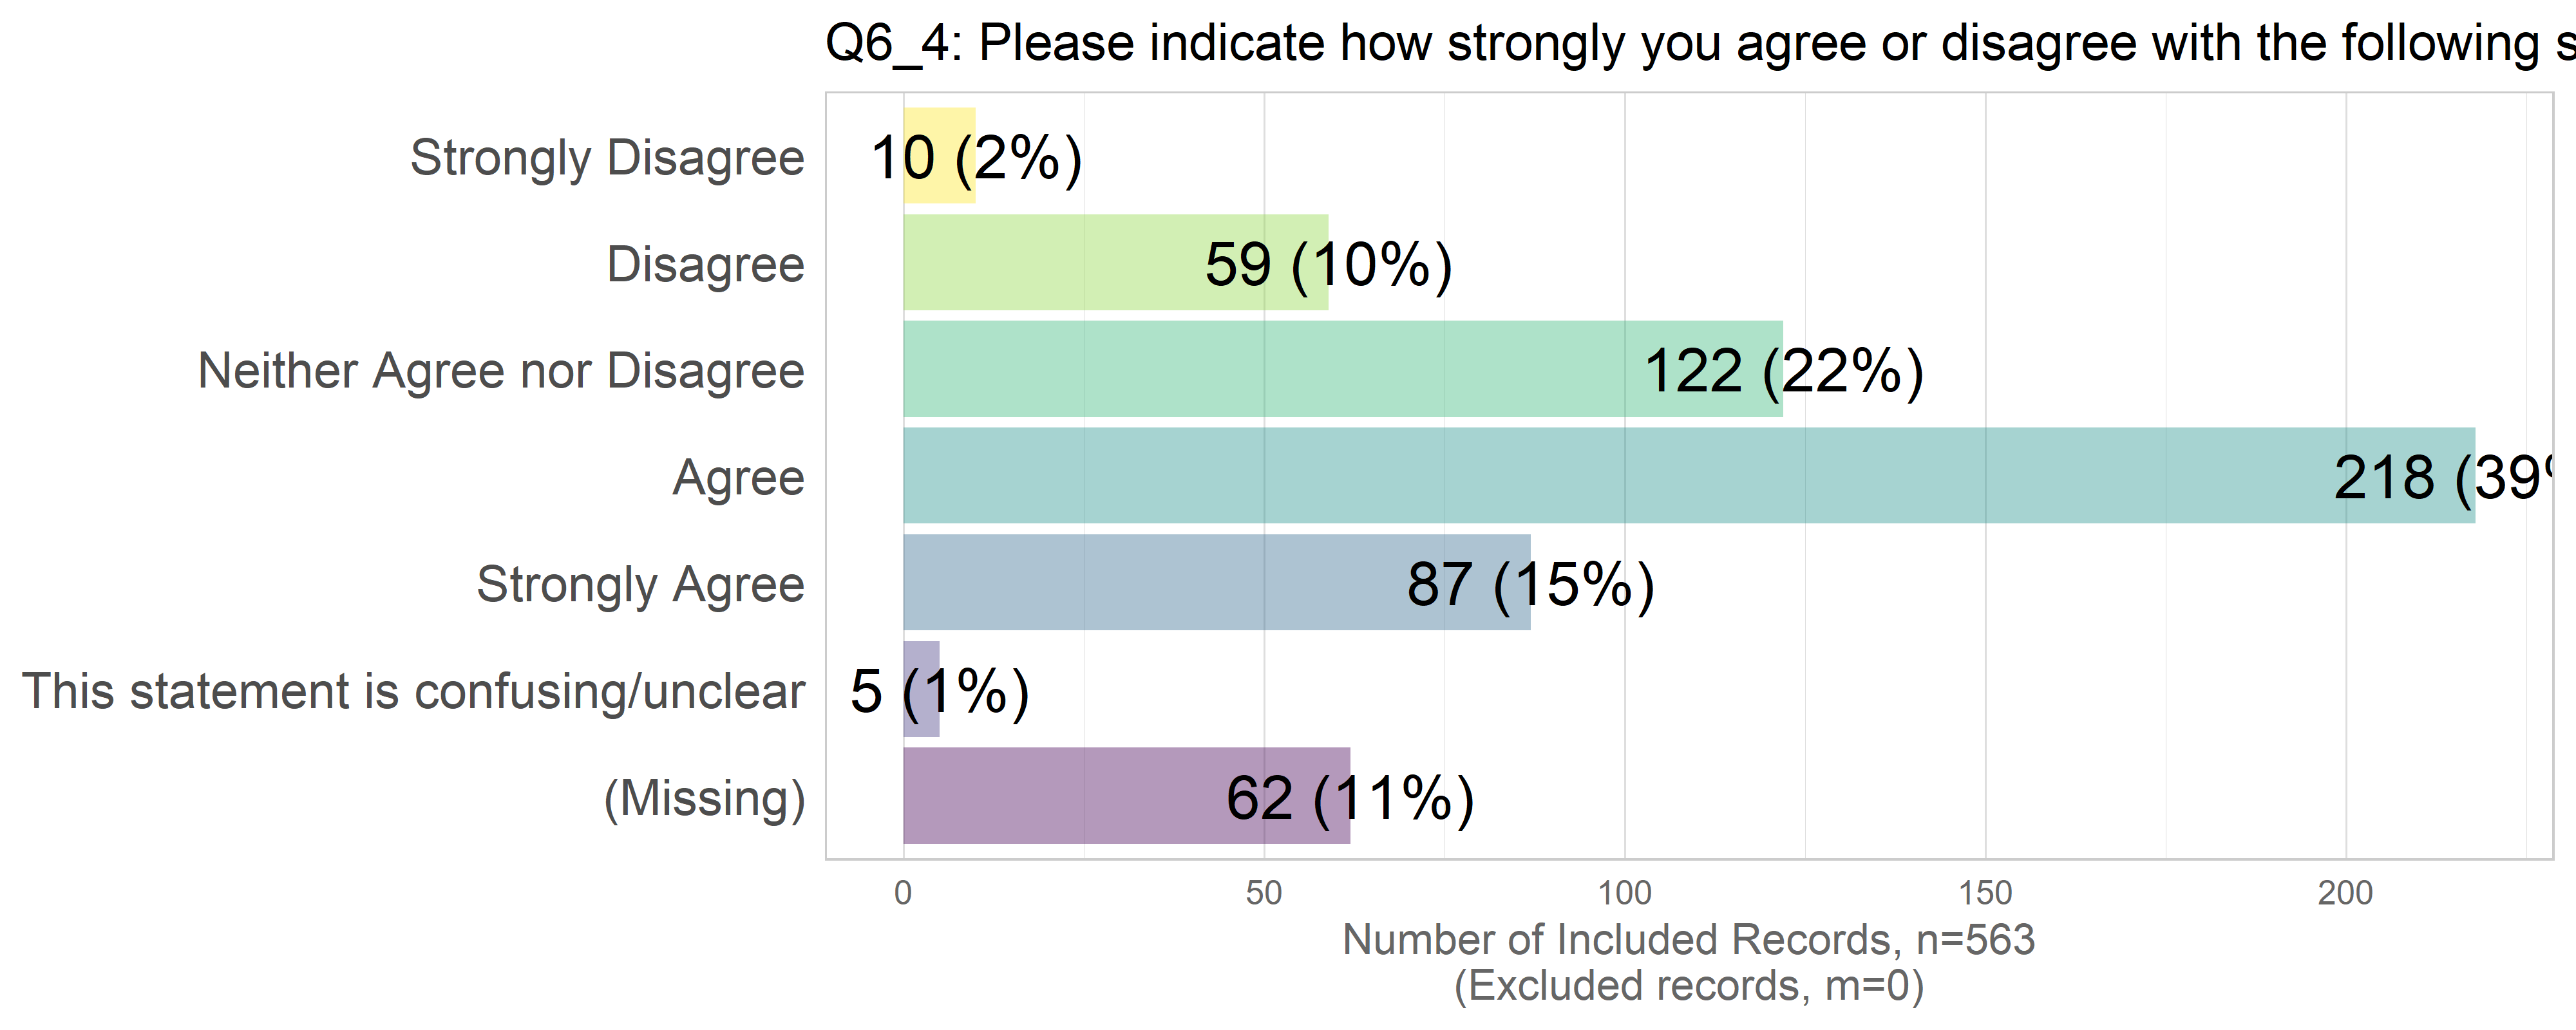 Q6_4: Please indicate how strongly you agree or disagree with the following s
Strongly Disagree 10 (2%)
Disagree 59 (10%)
Neither Agree nor Disagree 122 (22%)
Agree 218 (39%
Strongly Agree 87 (15%)
This statement is confusing/unclear 5 (1%)
(Missing) 62 (11%)
0 50 100 150 200
Number of Included Records, n=563
(Excluded records, m=0)